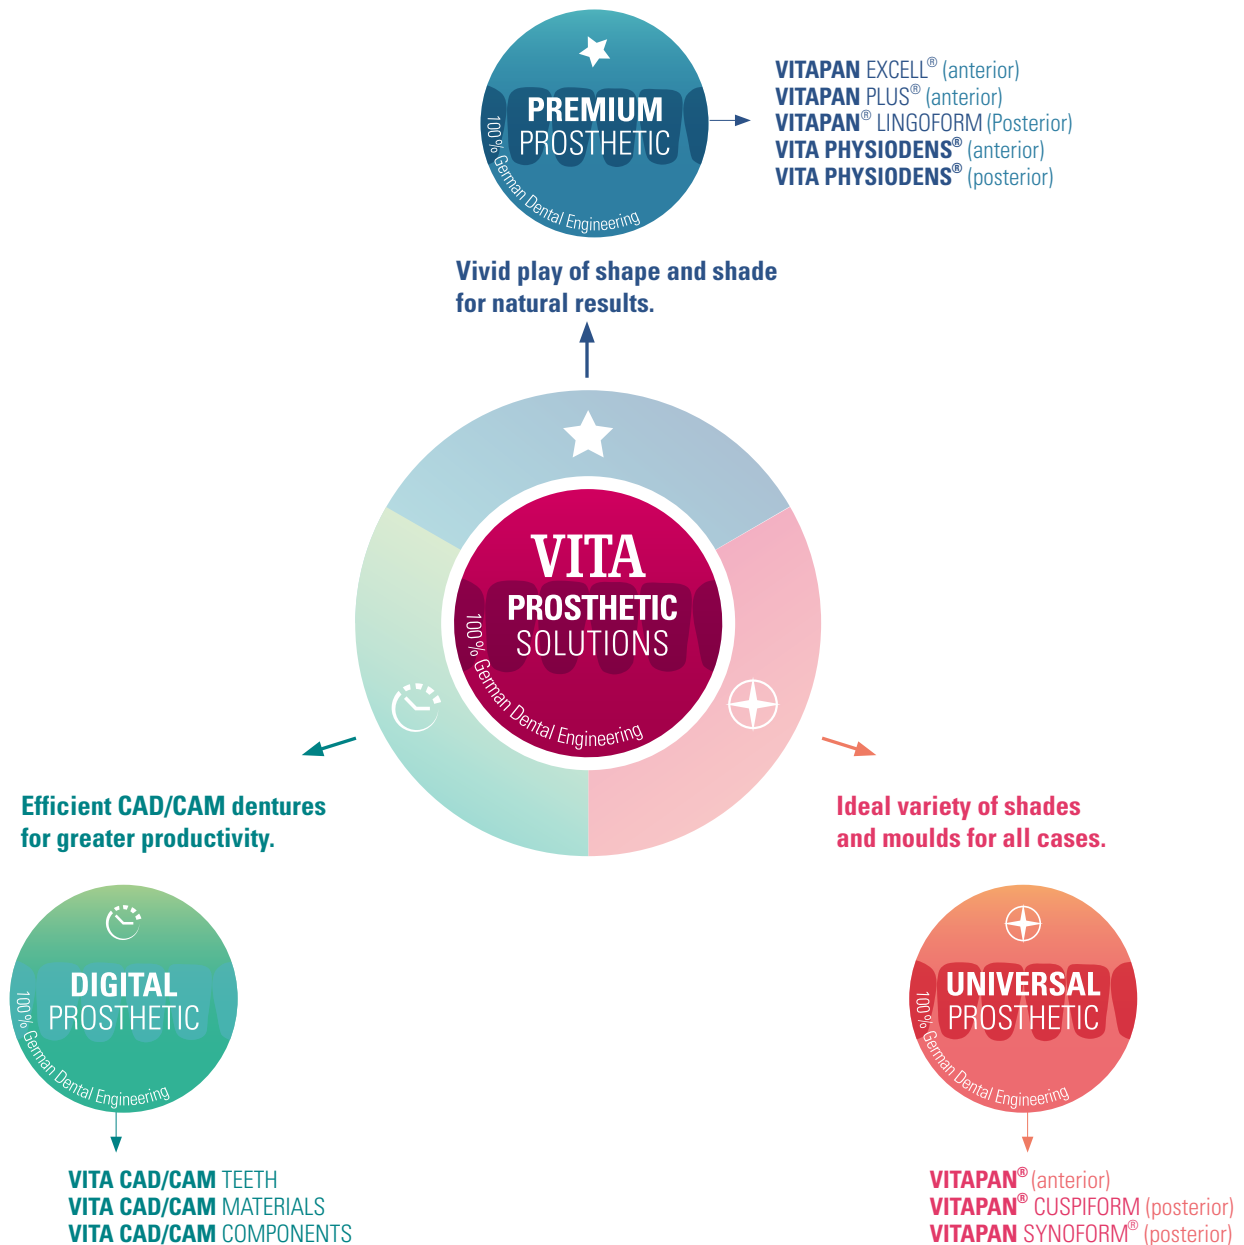 PREMIUM
PROSTHETIC
100% German Dental Engineering
VITAPAN EXCELL® (anterior)
VITAPAN PLUS® (anterior)
VITAPAN® LINGOFORM (Posterior)
VITA PHYSIODENS® (anterior)
VITA PHYSIODENS® (posterior)
Vivid play of shape and shade
for natural results.
VITA
PROSTHETIC
SOLUTIONS
100% German Dental Engineering
Efficient CAD/CAM dentures
for greater productivity.
DIGITAL
PROSTHETIC
100% German Dental Engineering
VITA CAD/CAM TEETH
VITA CAD/CAM MATERIALS
VITA CAD/CAM COMPONENTS
Ideal variety of shades
and moulds for all cases.
UNIVERSAL
PROSTHETIC
100% German Dental Engineering
VITAPAN® (anterior)
VITAPAN® CUSPIFORM (posterior)
VITAPAN SYNOFORM® (posterior)